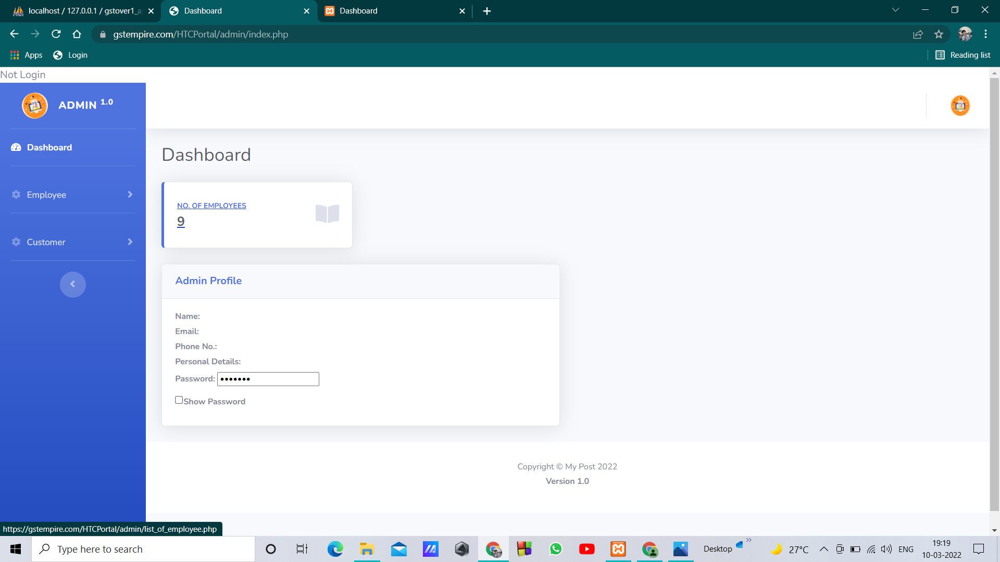 localhost / 127.0.0.1 / gstover1_a
Dashboard
Dashboard
gstempire.com/HTCPortal/admin/index.php
Apps
Login
Reading list
Not Login
ADMIN 1.0
Dashboard
Employee
Customer
Dashboard
NO. OF EMPLOYEES
9
Admin Profile
Name:
Email:
Phone No.:
Personal Details:
Password: •••••••
Show Password
Copyright © My Post 2022
Version 1.0
https://gstempire.com/HTCPortal/admin/list_of_employee.php
Type here to search
Desktop
27°C
ENG
19:19
10-03-2022